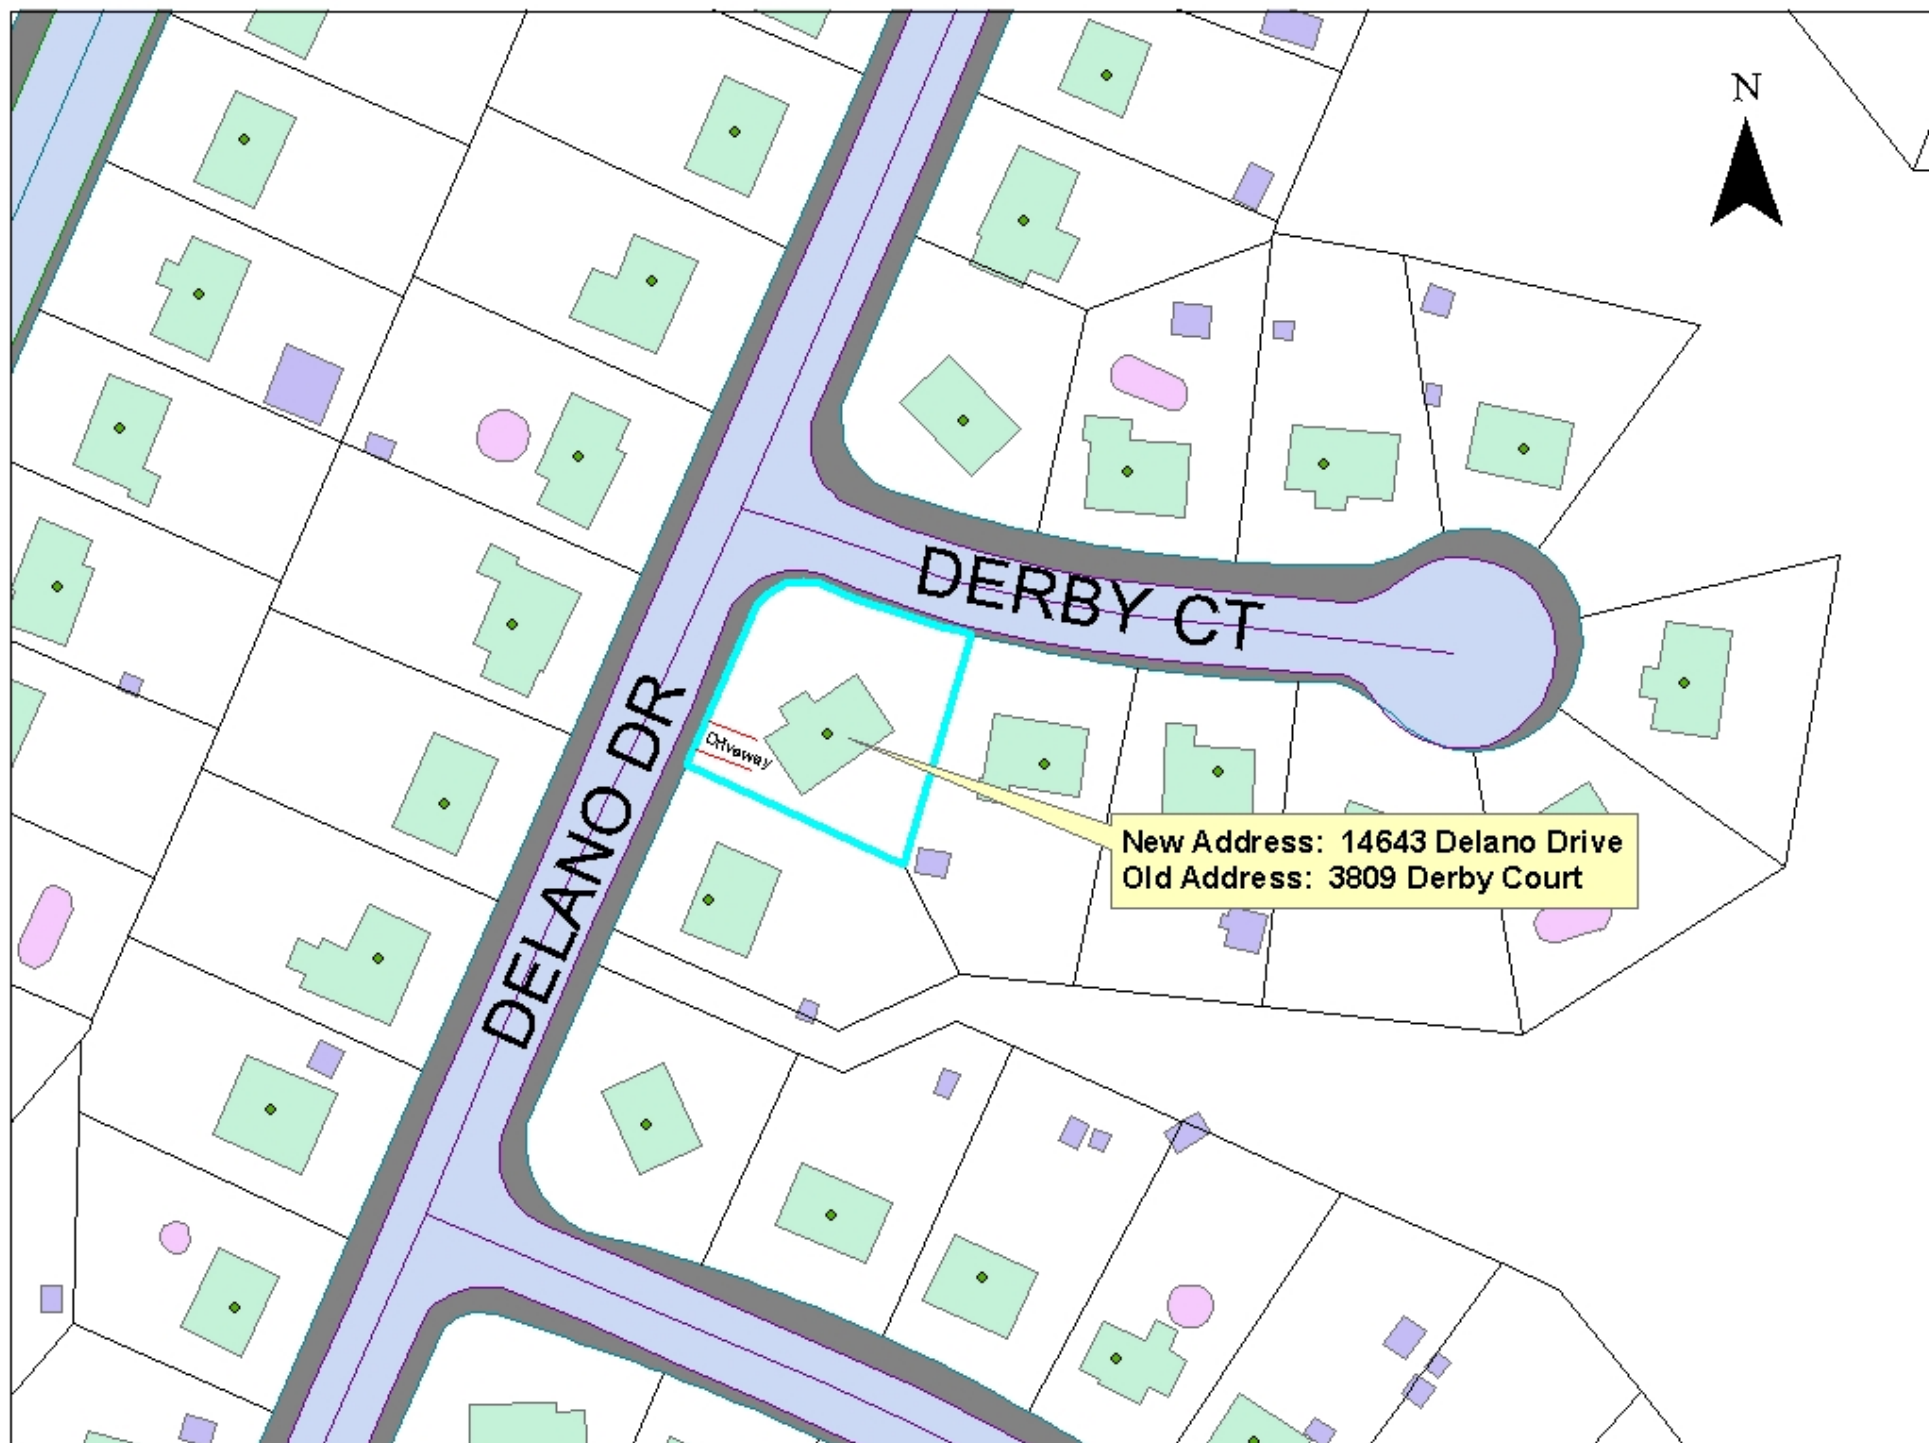 N
DERBY CT
DELANO DR
Driveway
New Address:  14643 Delano Drive
Old Address:  3809 Derby Court